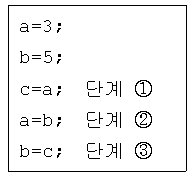 a=3;
b=5;
c=a; 단계 ①
a=b; 단계 ②
b=c; 단계 ③